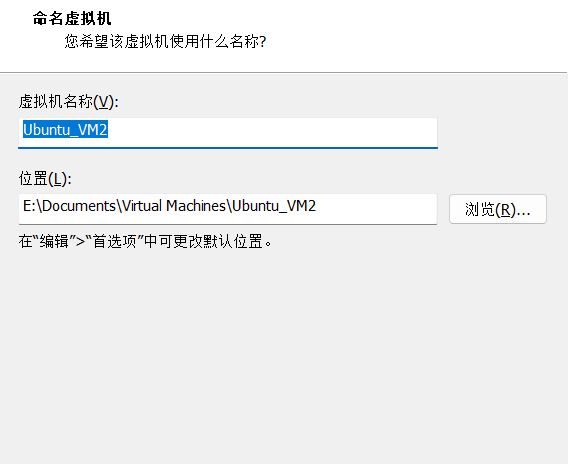 命名虚拟机
您希望该虚拟机使用什么名称?
虚拟机名称(V):
Ubuntu_VM2
位置(L):
E:\Documents\Virtual Machines\Ubuntu_VM2
浏览(R)...
在“编辑”>“首选项”中可更改默认位置。